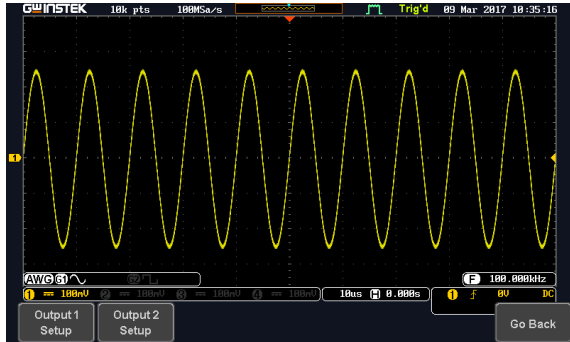 GWINSTEK 10k pts 100MSa/s Trig'd 09 Mar 2017 10:35:16
1
AWG G1 G2 F 100.000kHz
1 100mV 2 100mV 3 100mV 4 100mV 10us H 0.000s 1 0V DC
Output 1 Setup
Output 2 Setup
Go Back